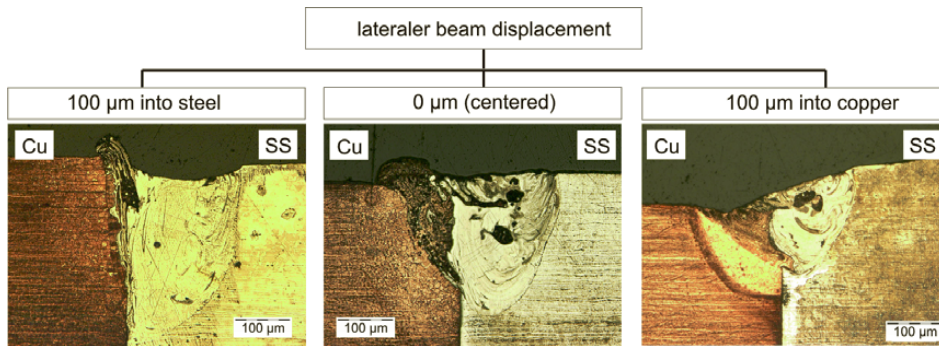 lateraler beam displacement
100 µm into steel
0 µm (centered)
100 µm into copper
Cu
SS
Cu
SS
Cu
SS
100 µm
100 µm
100 µm